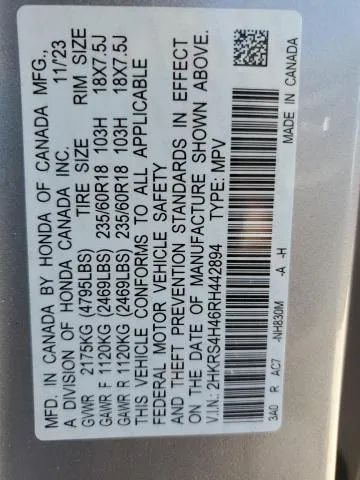 MFD. IN CANADA BY HONDA OF CANADA MFG.,
A DIVISION OF HONDA CANADA INC. 11/'23
GVWR 2175KG (4795LBS) TIRE SIZE RIM SIZE
GAWR F 1120KG (2469LBS) 235/60R18 103H 18X7.5J
GAWR R 1120KG (2469LBS) 235/60R18 103H 18X7.5J
THIS VEHICLE CONFORMS TO ALL APPLICABLE
FEDERAL MOTOR VEHICLE SAFETY
AND THEFT PREVENTION STANDARDS IN EFFECT
ON THE DATE OF MANUFACTURE SHOWN ABOVE.
V.I.N.: 2HKRS4H46RH442894 TYPE: MPV
3A0 R AC7 -NH830M -A -H MADE IN CANADA